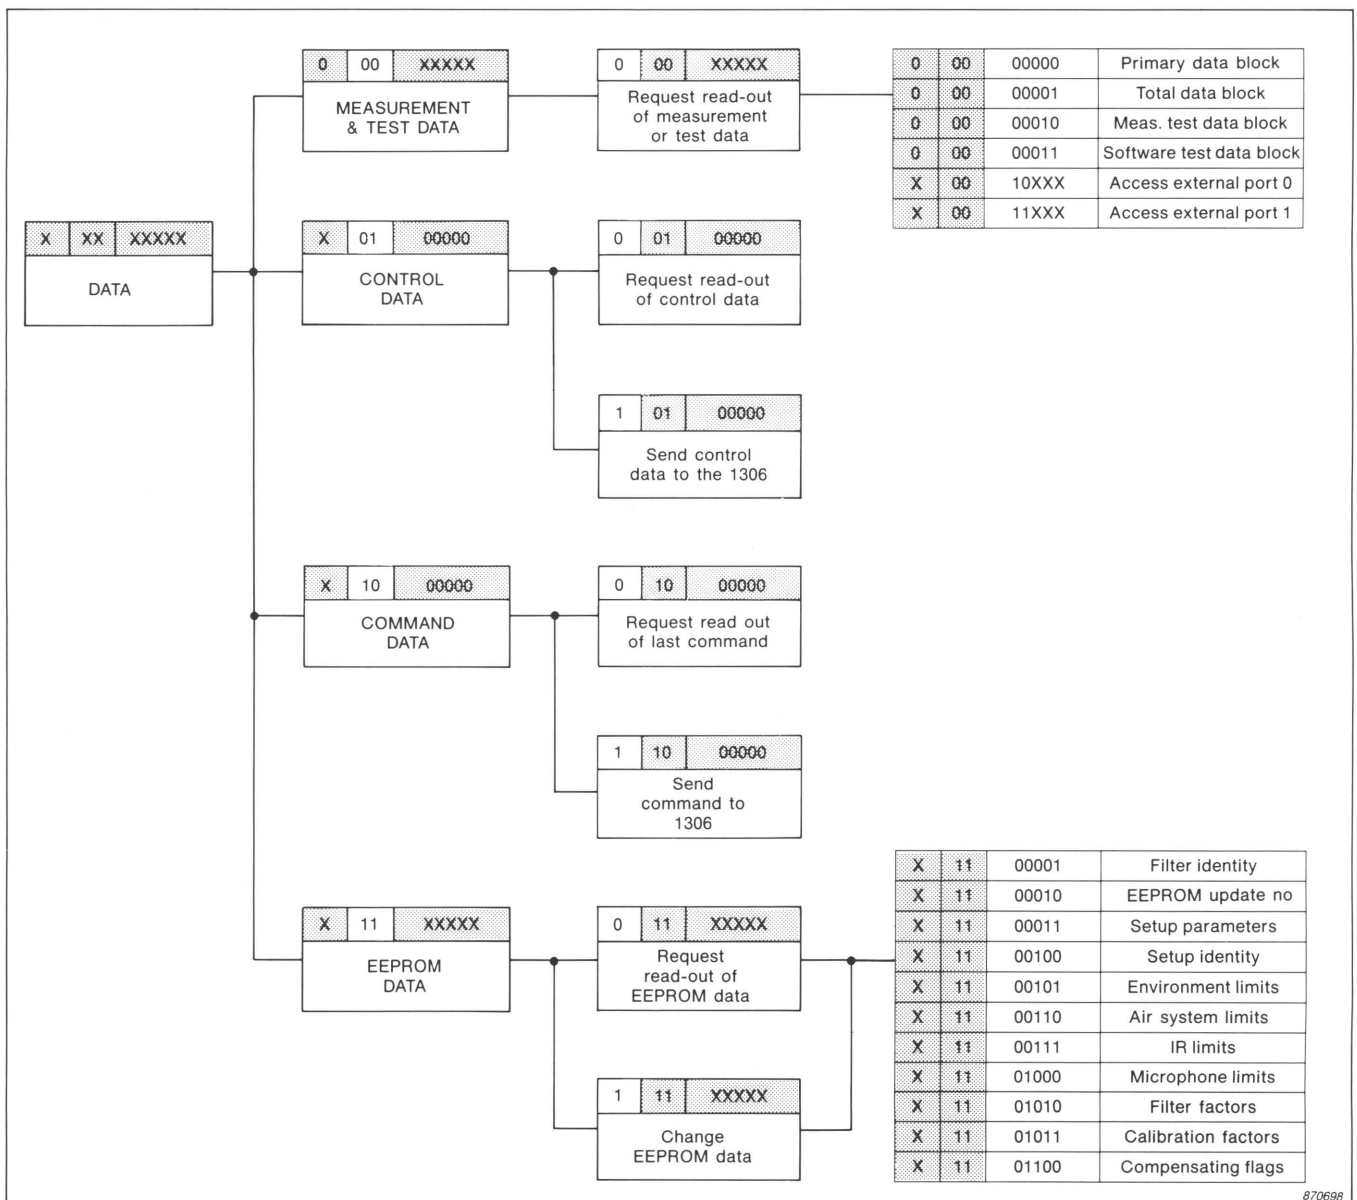 0 00 XXXXX
MEASUREMENT
& TEST DATA
0 00 XXXXX
Request read-out
of measurement
or test data
0 00 00000 Primary data block
0 00 00001 Total data block
0 00 00010 Meas. test data block
0 00 00011 Software test data block
X 00 10XXX Access external port 0
X 00 11XXX Access external port 1
X XX XXXXX
DATA
X 01 00000
CONTROL
DATA
0 01 00000
Request read-out
of control data
1 01 00000
Send control
data to the 1306
X 10 00000
COMMAND
DATA
0 10 00000
Request read out
of last command
1 10 00000
Send
command to
1306
X 11 XXXXX
EEPROM
DATA
0 11 XXXXX
Request
read-out of
EEPROM data
1 11 XXXXX
Change
EEPROM data
X 11 00001 Filter identity
X 11 00010 EEPROM update no
X 11 00011 Setup parameters
X 11 00100 Setup identity
X 11 00101 Environment limits
X 11 00110 Air system limits
X 11 00111 IR limits
X 11 01000 Microphone limits
X 11 01010 Filter factors
X 11 01011 Calibration factors
X 11 01100 Compensating flags
870698